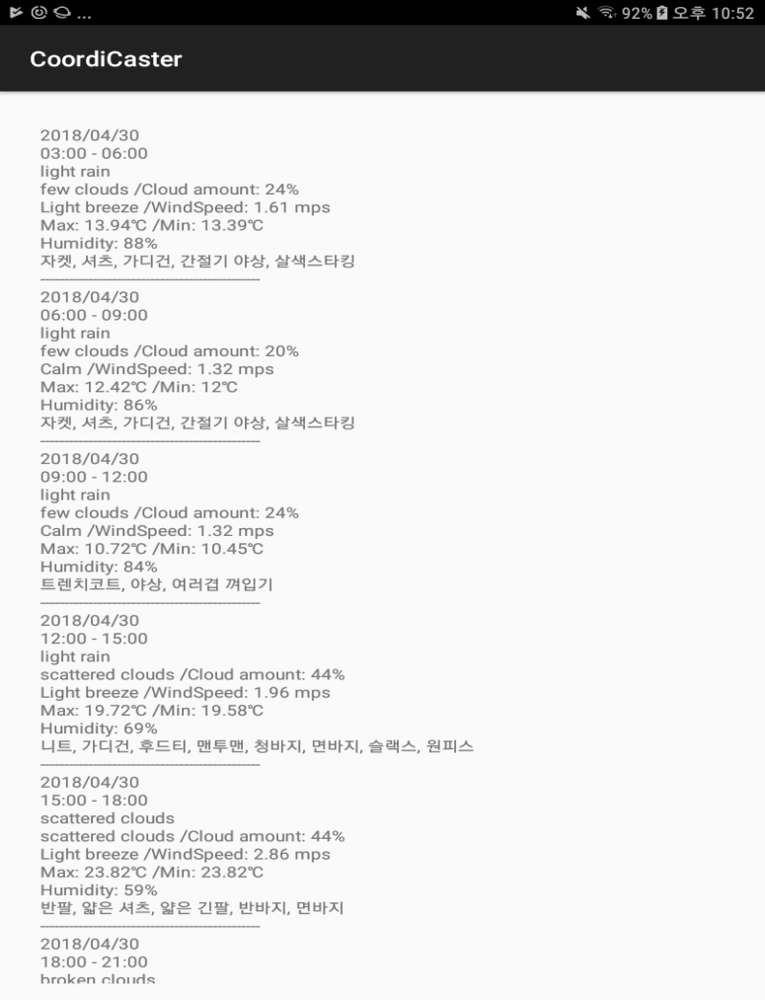 ... 92% 오후 10:52
CoordiCaster
2018/04/30
03:00 - 06:00
light rain
few clouds /Cloud amount: 24%
Light breeze /WindSpeed: 1.61 mps
Max: 13.94℃ /Min: 13.39℃
Humidity: 88%
자켓, 셔츠, 가디건, 간절기 야상, 살색스타킹
------------------------------------------------
2018/04/30
06:00 - 09:00
light rain
few clouds /Cloud amount: 20%
Calm /WindSpeed: 1.32 mps
Max: 12.42℃ /Min: 12℃
Humidity: 86%
자켓, 셔츠, 가디건, 간절기 야상, 살색스타킹
------------------------------------------------
2018/04/30
09:00 - 12:00
light rain
few clouds /Cloud amount: 24%
Calm /WindSpeed: 1.32 mps
Max: 10.72℃ /Min: 10.45℃
Humidity: 84%
트렌치코트, 야상, 여러겹 껴입기
------------------------------------------------
2018/04/30
12:00 - 15:00
light rain
scattered clouds /Cloud amount: 44%
Light breeze /WindSpeed: 1.96 mps
Max: 19.72℃ /Min: 19.58℃
Humidity: 69%
니트, 가디건, 후드티, 맨투맨, 청바지, 면바지, 슬랙스, 원피스
------------------------------------------------
2018/04/30
15:00 - 18:00
scattered clouds
scattered clouds /Cloud amount: 44%
Light breeze /WindSpeed: 2.86 mps
Max: 23.82℃ /Min: 23.82℃
Humidity: 59%
반팔, 얇은 셔츠, 얇은 긴팔, 반바지, 면바지
------------------------------------------------
2018/04/30
18:00 - 21:00
broken clouds